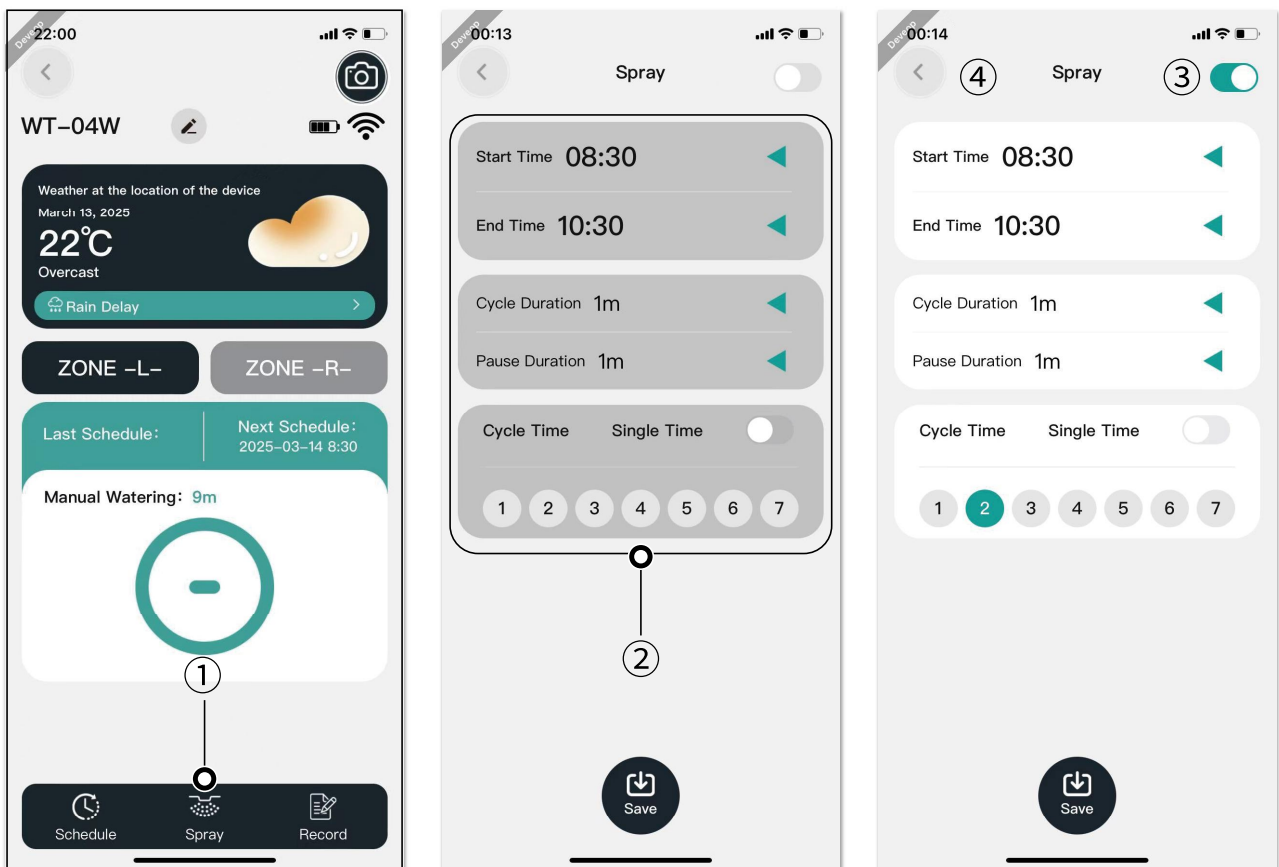 22:00
WT-04W
Weather at the location of the device
March 13, 2025
22℃
Overcast
Rain Delay
ZONE -L-
ZONE -R-
Last Schedule:
Next Schedule:
2025-03-14 8:30
Manual Watering: 9m
①
Schedule
Spray
Record
00:13
Spray
Start Time 08:30
End Time 10:30
Cycle Duration 1m
Pause Duration 1m
Cycle Time Single Time
1 2 3 4 5 6 7
②
Save
00:14
④ Spray ③
Start Time 08:30
End Time 10:30
Cycle Duration 1m
Pause Duration 1m
Cycle Time Single Time
1 2 3 4 5 6 7
Save